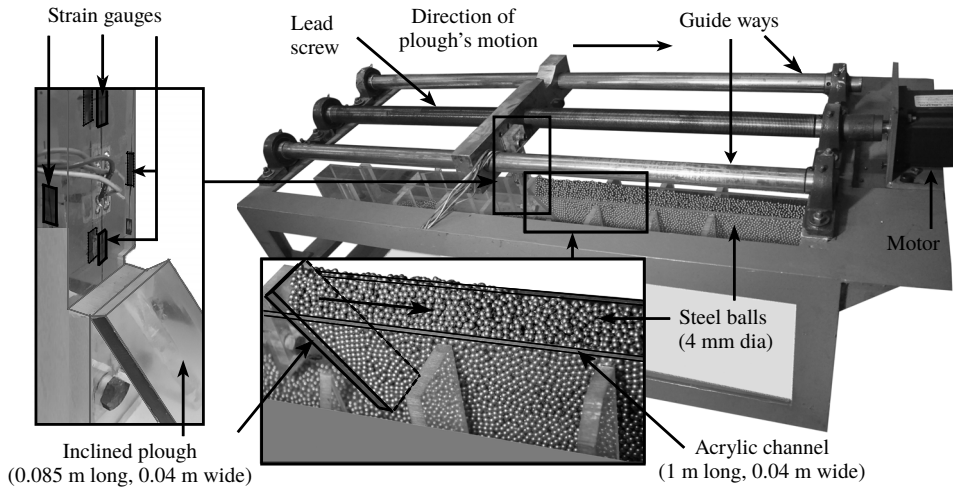 Strain gauges
Lead
screw
Direction of
plough's motion
Guide ways
Motor
Steel balls
(4 mm dia)
Inclined plough
(0.085 m long, 0.04 m wide)
Acrylic channel
(1 m long, 0.04 m wide)